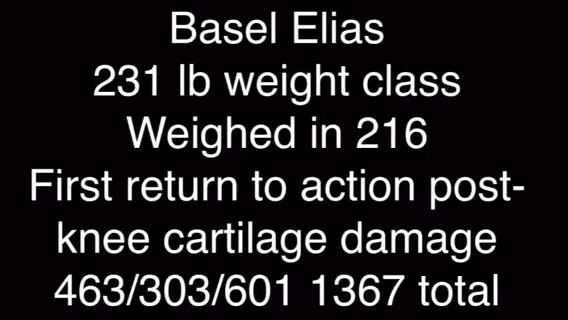 Basel Elias
231 lb weight class
Weighed in 216
First return to action post-
knee cartilage damage
463/303/601 1367 total